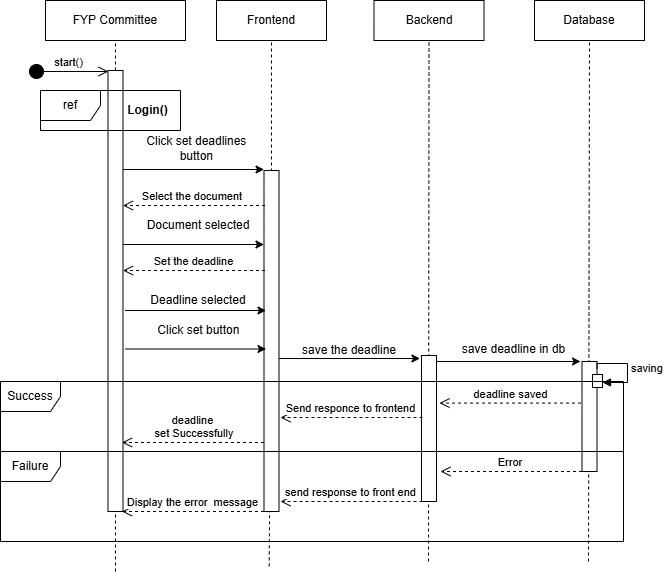 FYP Committee
Frontend
Backend
Database
start()
ref
Login()
Click set deadlines
button
Select the document
Document selected
Set the deadline
Deadline selected
Click set button
save the deadline
save deadline in db
saving
Success
deadline saved
Send responce to frontend
deadline
set Successfully
Failure
Error
send response to front end
Display the error message